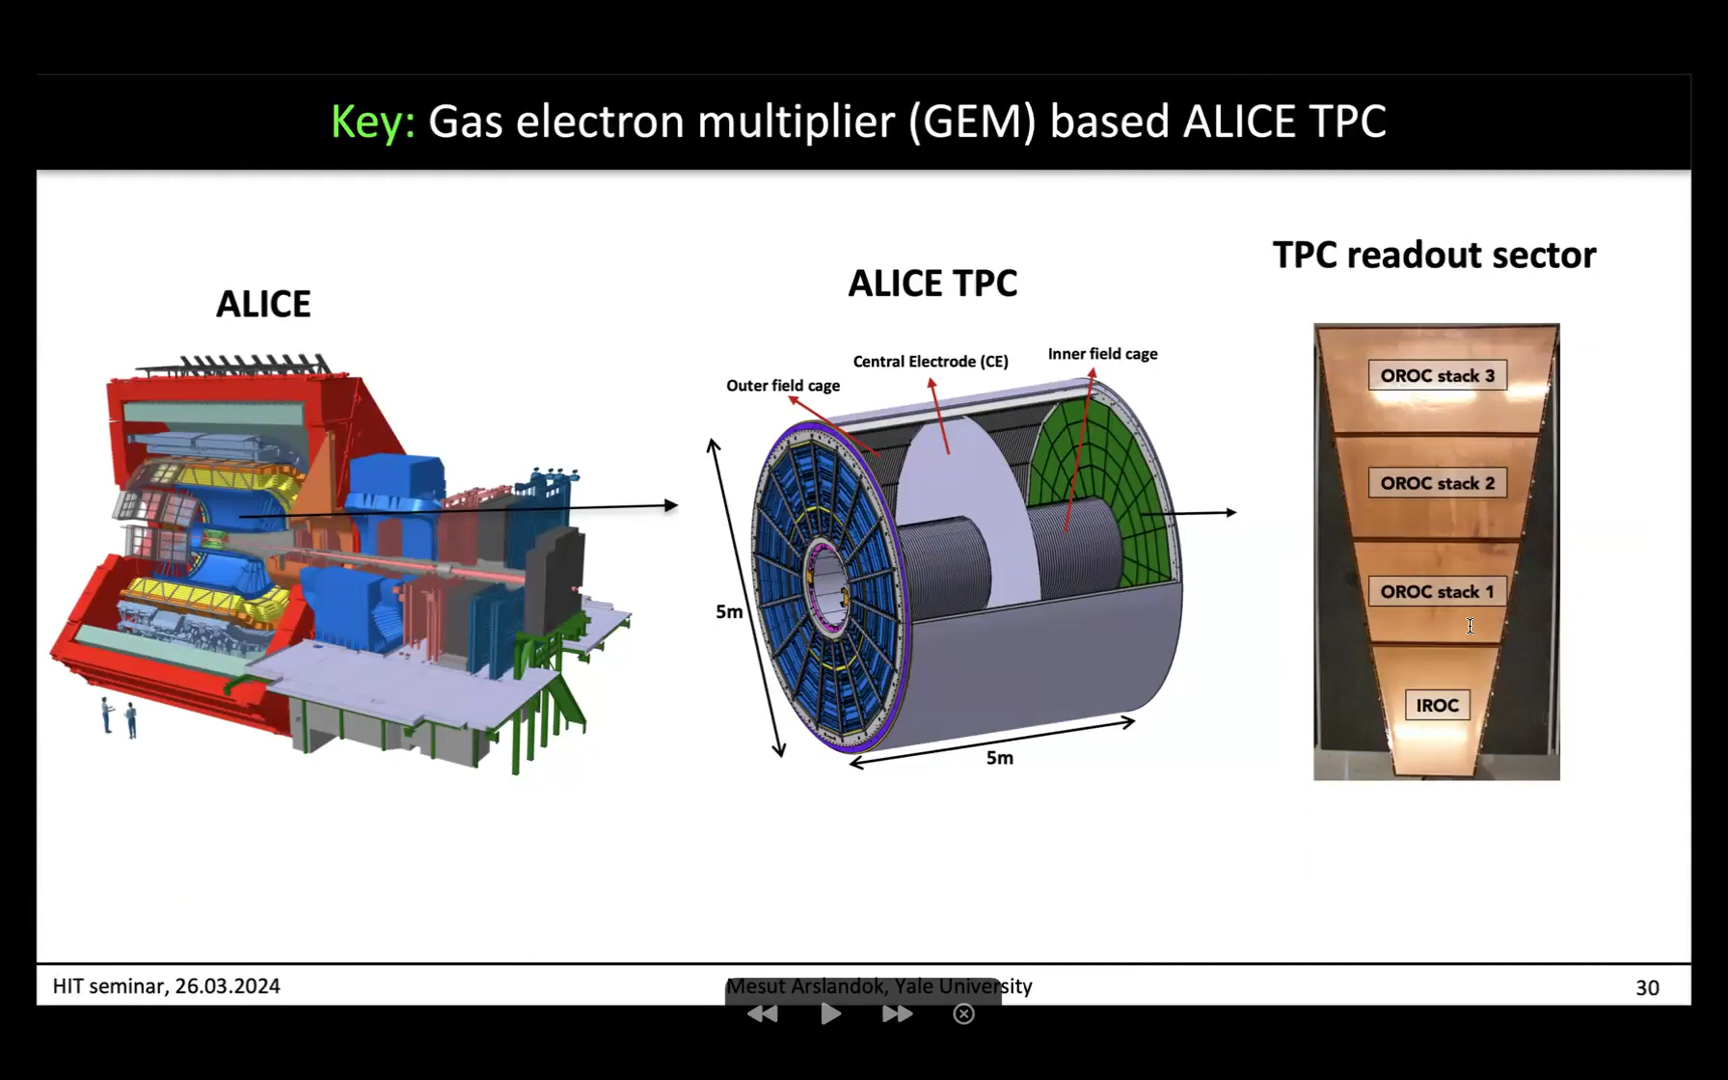 Key: Gas electron multiplier (GEM) based ALICE TPC
ALICE
ALICE TPC
TPC readout sector
Outer field cage
Central Electrode (CE)
Inner field cage
5m
5m
OROC stack 3
OROC stack 2
OROC stack 1
IROC
HIT seminar, 26.03.2024
Mesut Arslandok, Yale University
30